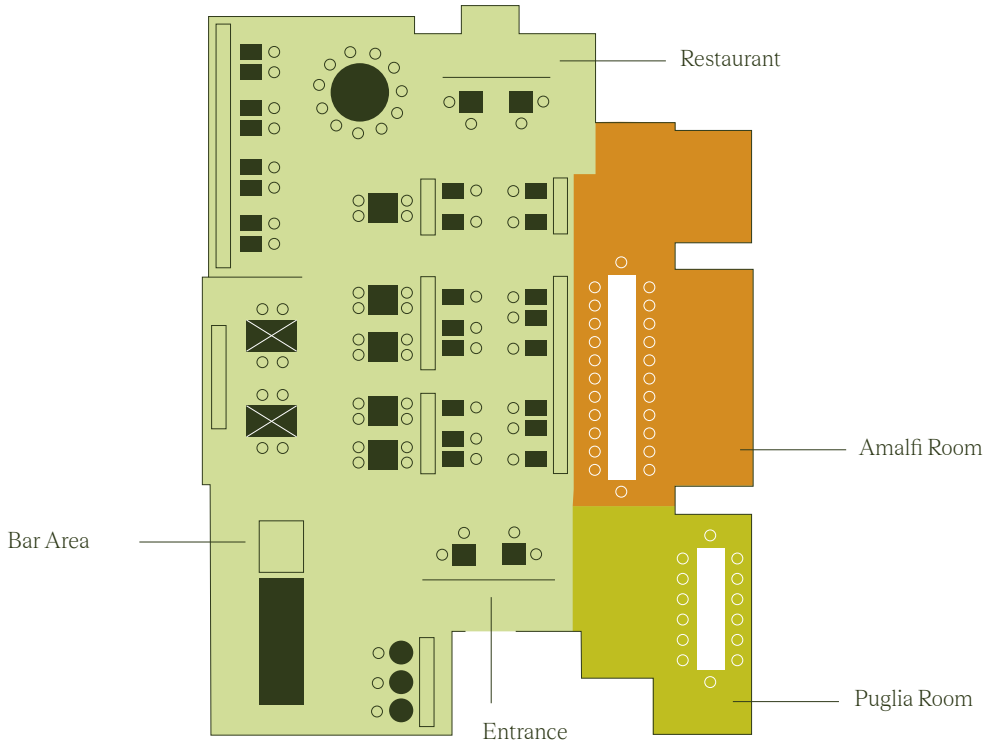 Restaurant
Amalfi Room
Bar Area
Puglia Room
Entrance